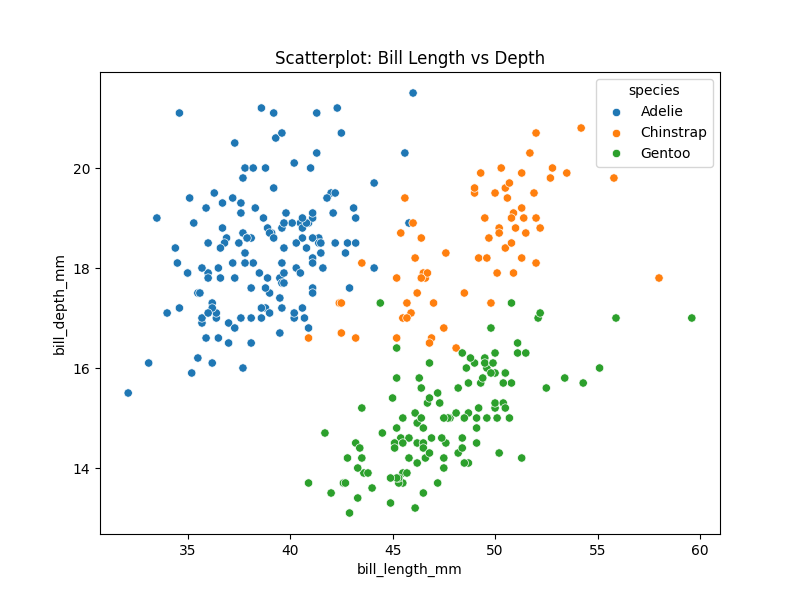 Scatterplot: Bill Length vs Depth
species
Adelie
Chinstrap
Gentoo
20
18
16
14
bill_depth_mm
35 40 45 50 55 60
bill_length_mm